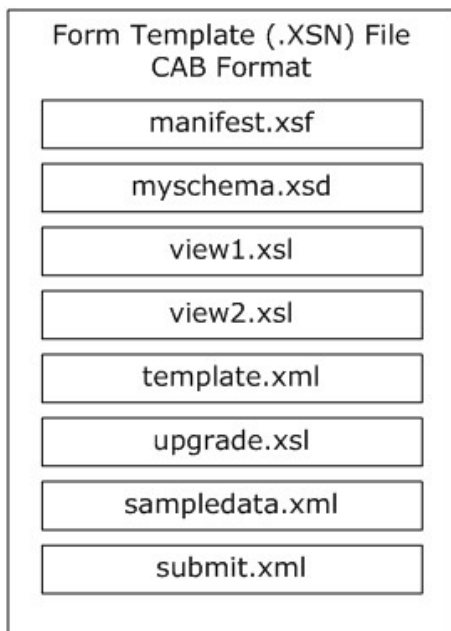 Form Template (.XSN) File
CAB Format
manifest.xsf
myschema.xsd
view1.xsl
view2.xsl
template.xml
upgrade.xsl
sampledata.xml
submit.xml